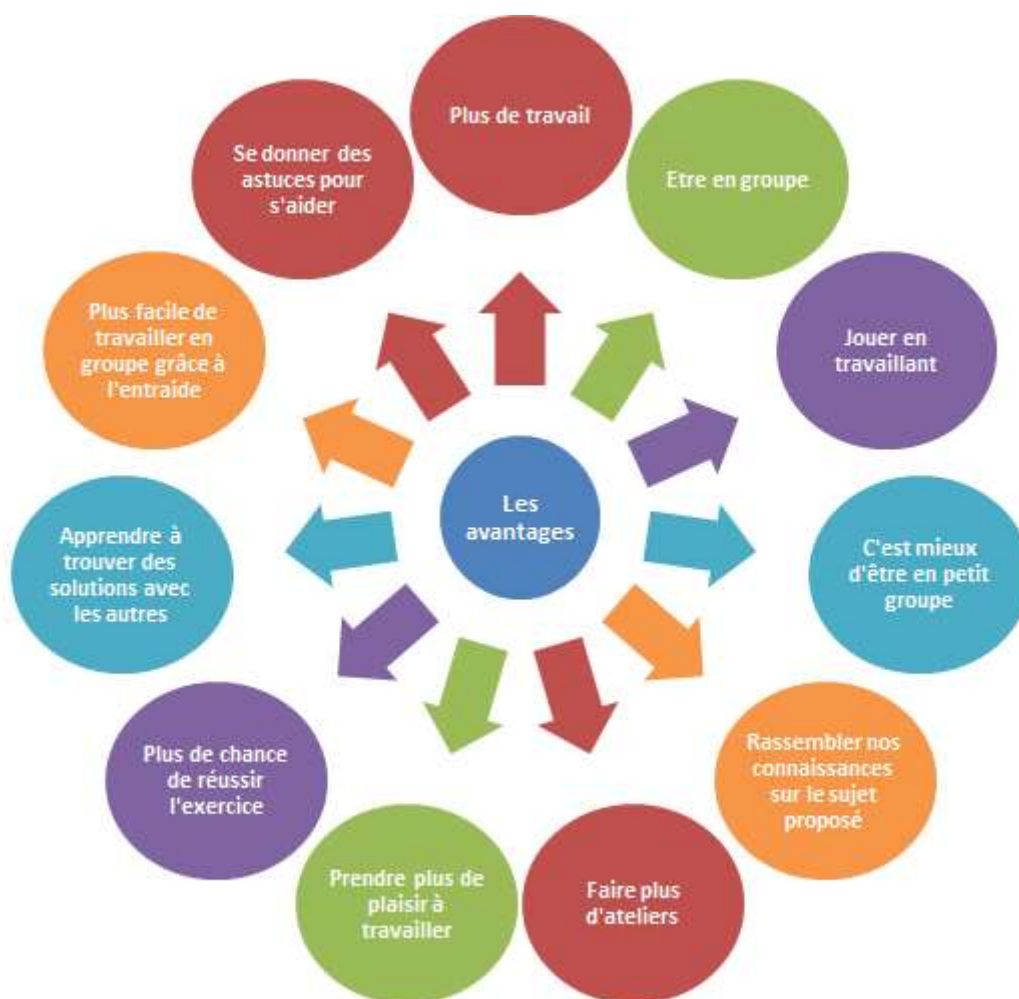 Les
avantages
Plus de travail
Etre en groupe
Jouer en
travaillant
C'est mieux
d'être en petit
groupe
Rassembler nos
connaissances
sur le sujet
proposé
Faire plus
d'ateliers
Prendre plus de
plaisir à
travailler
Plus de chance
de réussir
l'exercice
Apprendre à
trouver des
solutions avec
les autres
Plus facile de
travailler en
groupe grâce à
l'entraide
Se donner des
astuces pour
s'aider